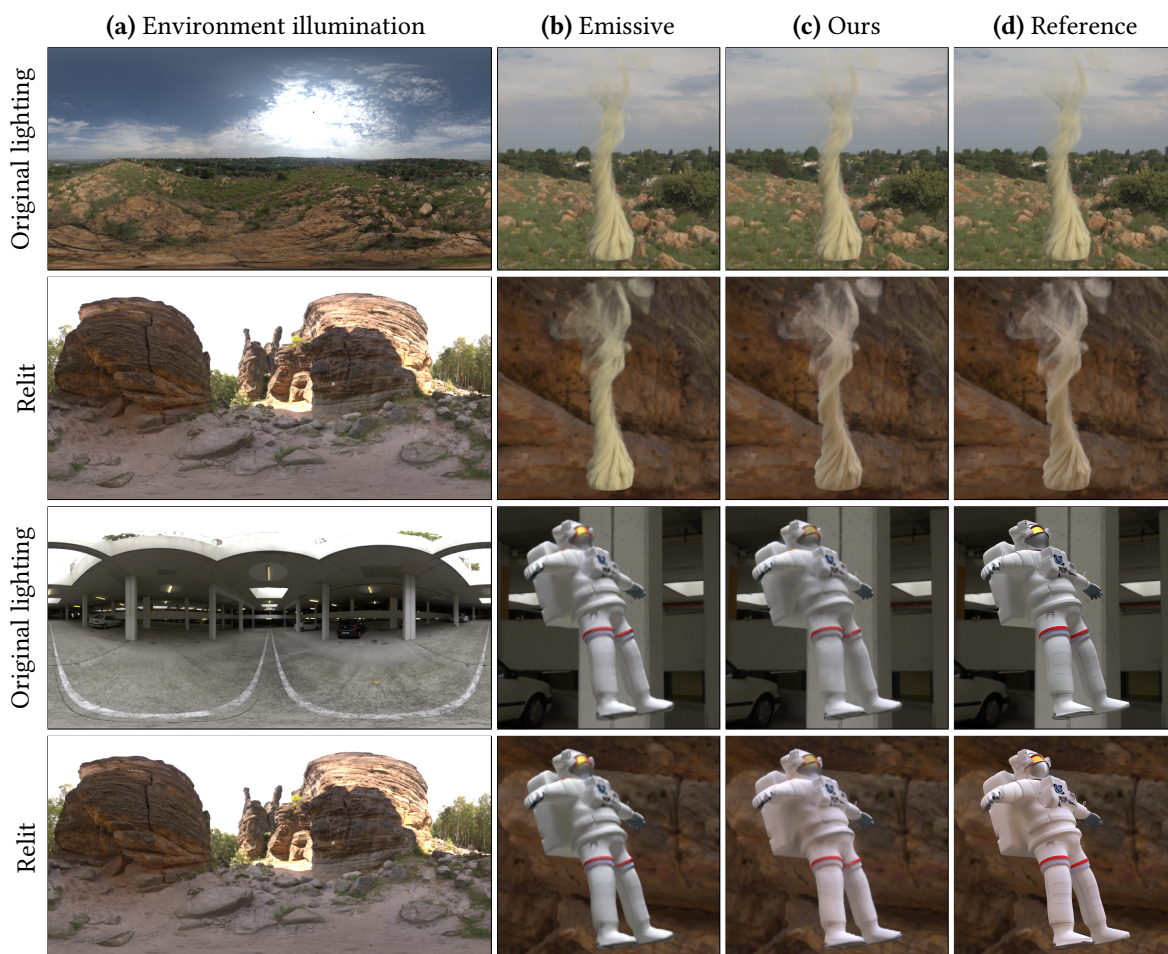 (a) Environment illumination
(b) Emissive
(c) Ours
(d) Reference
Original lighting
Relit
Original lighting
Relit